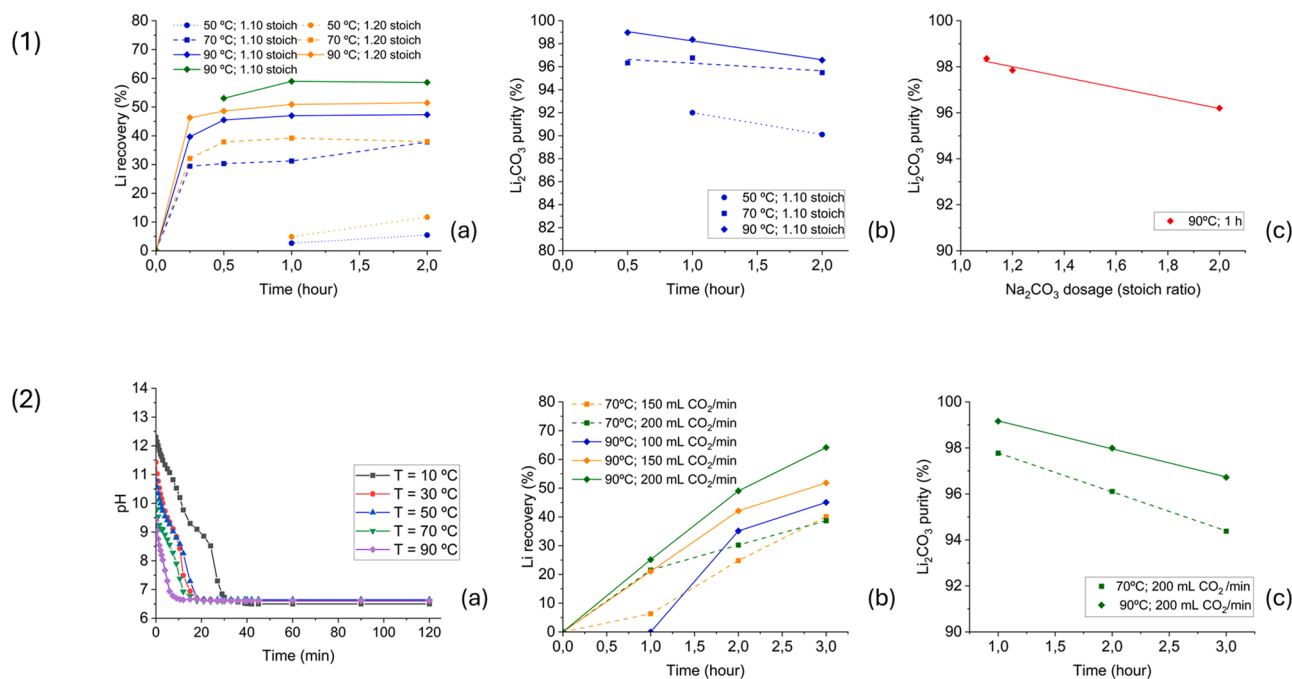 (1)
80
70
60
50
40
30
20
10
0
Li recovery (%)
50 ºC; 1.10 stoich
50 ºC; 1.20 stoich
70 ºC; 1.10 stoich
70 ºC; 1.20 stoich
90 ºC; 1.10 stoich
90 ºC; 1.20 stoich
90 ºC; 1.10 stoich
0,0 0,5 1,0 2,0
Time (hour)
(a)
100
98
96
94
92
90
88
86
84
82
80
Li₂CO₃ purity (%)
50 ºC; 1.10 stoich
70 ºC; 1.10 stoich
90 ºC; 1.10 stoich
0,0 0,5 1,0 2,0
Time (hour)
(b)
100
98
96
94
92
90
Li₂CO₃ purity (%)
90ºC; 1 h
1,0 1,2 1,4 1,6 1,8 2,0
Na₂CO₃ dosage (stoich ratio)
(c)
(2)
14
13
12
11
10
9
8
7
6
pH
T = 10 ºC
T = 30 ºC
T = 50 ºC
T = 70 ºC
T = 90 ºC
0 20 40 60 80 100 120
Time (min)
(a)
80
70
60
50
40
30
20
10
0
Li recovery (%)
70ºC; 150 mL CO₂/min
70ºC; 200 mL CO₂/min
90ºC; 100 mL CO₂/min
90ºC; 150 mL CO₂/min
90ºC; 200 mL CO₂/min
0,0 0,5 1,0 1,5 2,0 2,5 3,0
Time (hour)
(b)
100
98
96
94
92
90
Li₂CO₃ purity (%)
70ºC; 200 mL CO₂/min
90ºC; 200 mL CO₂/min
1,0 1,5 2,0 2,5 3,0
Time (hour)
(c)